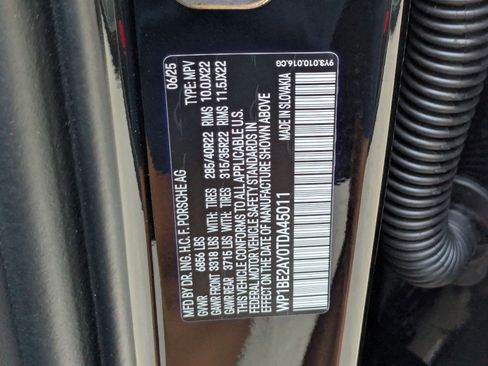 MFD BY DR. ING. H.C. F. PORSCHE AG 06/25
GVWR 6856 LBS TYPE: MPV
GAWR FRONT 3318 LBS WITH TIRES 285/40R22 RIMS 10.0JX22
GAWR REAR 3715 LBS WITH TIRES 315/35R22 RIMS 11.5JX22
THIS VEHICLE CONFORMS TO ALL APPLICABLE U.S.
FEDERAL MOTOR VEHICLE SAFETY STANDARDS IN
EFFECT ON THE DATE OF MANUFACTURE SHOWN ABOVE
WP1BE2AY0TDA45011 MADE IN SLOVAKIA
9Y3.010.016.CG